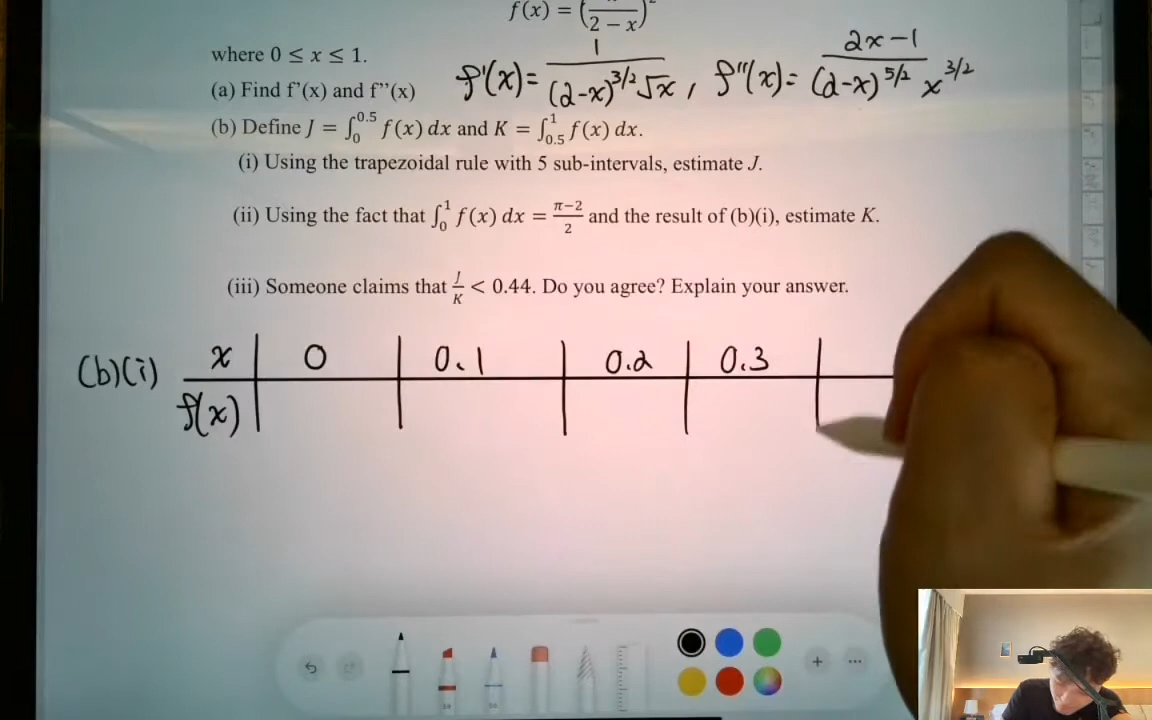 f(x) = (/2 − x)
where 0 ≤ x ≤ 1.
(a) Find f'(x) and f''(x)
f'(x) = 1/((2-x)^{3/2}√x) , f''(x) = (2x-1)/((2-x)^{5/2} x^{3/2})
(b) Define J = ∫_0^{0.5} f(x) dx and K = ∫_{0.5}^1 f(x) dx.
(i) Using the trapezoidal rule with 5 sub-intervals, estimate J.
(ii) Using the fact that ∫_0^1 f(x) dx = (π−2)/2 and the result of (b)(i), estimate K.
(iii) Someone claims that J/K < 0.44. Do you agree? Explain your answer.
(b)(i) x | 0 | 0.1 | 0.2 | 0.3 |
f(x) | | | | |